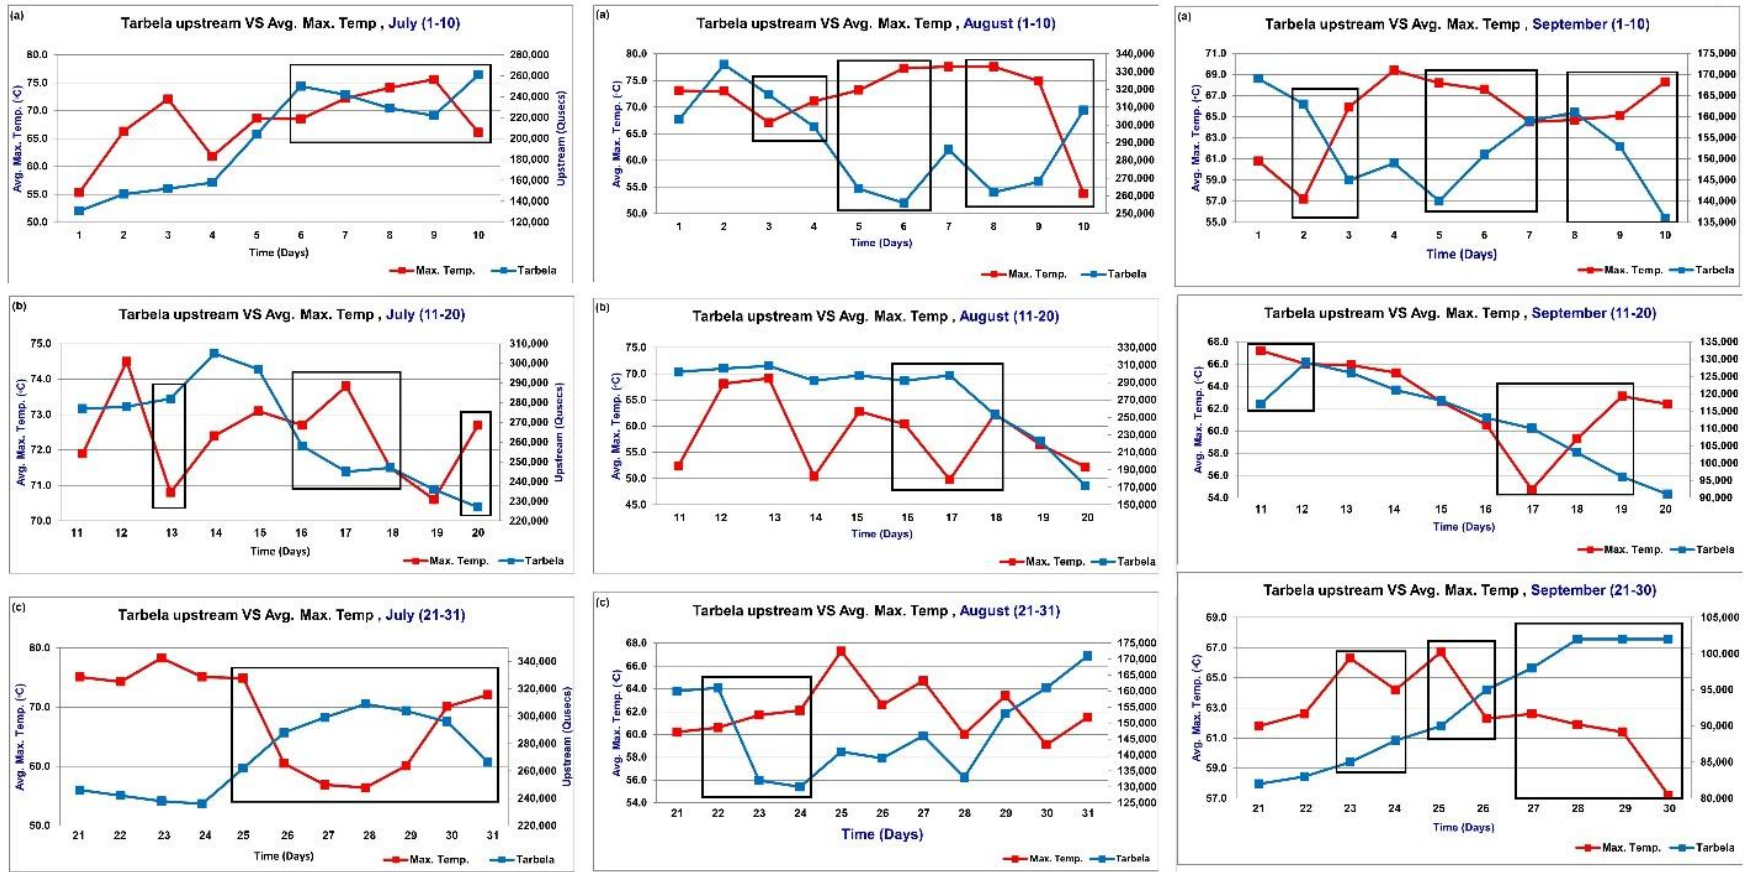 (a)
Tarbela upstream VS Avg. Max. Temp , July (1-10)
80.0 280,000
75.0 260,000
70.0 240,000
65.0 220,000
60.0 200,000
55.0 180,000
50.0 160,000
140,000
120,000
Avg. Max. Temp. (◦C)
Upstream (Qusecs)
1 2 3 4 5 6 7 8 9 10
Time (Days)
Max. Temp. Tarbela
(a)
Tarbela upstream VS Avg. Max. Temp , August (1-10)
80.0 340,000
75.0 330,000
70.0 320,000
65.0 310,000
60.0 300,000
55.0 290,000
50.0 280,000
270,000
260,000
250,000
Avg. Max. Temp. (◦C)
1 2 3 4 5 6 7 8 9 10
Time (Days)
Max. Temp. Tarbela
(a)
Tarbela upstream VS Avg. Max. Temp , September (1-10)
71.0 175,000
69.0 170,000
67.0 165,000
65.0 160,000
63.0 155,000
61.0 150,000
59.0 145,000
57.0 140,000
55.0 135,000
Avg. Max. Temp. (◦C)
1 2 3 4 5 6 7 8 9 10
Time (Days)
Max. Temp. Tarbela
(b)
Tarbela upstream VS Avg. Max. Temp , July (11-20)
75.0 310,000
74.0 300,000
73.0 290,000
72.0 280,000
71.0 270,000
70.0 260,000
250,000
240,000
230,000
220,000
Avg. Max. Temp. (◦C)
Upstream (Qusecs)
11 12 13 14 15 16 17 18 19 20
Time (Days)
Max. Temp. Tarbela
(b)
Tarbela upstream VS Avg. Max. Temp , August (11-20)
75.0 330,000
70.0 310,000
65.0 290,000
60.0 270,000
55.0 250,000
50.0 230,000
45.0 210,000
190,000
170,000
150,000
Avg. Max. Temp. (◦C)
11 12 13 14 15 16 17 18 19 20
Time (Days)
Max. Temp. Tarbela
Tarbela upstream VS Avg. Max. Temp , September (11-20)
68.0 135,000
66.0 130,000
64.0 125,000
62.0 120,000
60.0 115,000
58.0 110,000
56.0 105,000
54.0 100,000
95,000
90,000
Avg. Max. Temp. (◦C)
11 12 13 14 15 16 17 18 19 20
Time (Days)
Max. Temp. Tarbela
(c)
Tarbela upstream VS Avg. Max. Temp , July (21-31)
80.0 340,000
70.0 320,000
60.0 300,000
50.0 280,000
260,000
240,000
220,000
Avg. Max. Temp. (◦C)
Upstream (Qusecs)
21 22 23 24 25 26 27 28 29 30 31
Time (Days)
Max. Temp. Tarbela
(c)
Tarbela upstream VS Avg. Max. Temp , August (21-31)
68.0 175,000
66.0 170,000
64.0 165,000
62.0 160,000
60.0 155,000
58.0 150,000
56.0 145,000
54.0 140,000
135,000
130,000
125,000
Avg. Max. Temp. (◦C)
21 22 23 24 25 26 27 28 29 30 31
Time (Days)
Max. Temp. Tarbela
Tarbela upstream VS Avg. Max. Temp , September (21-30)
69.0 105,000
67.0 100,000
65.0 95,000
63.0 90,000
61.0 85,000
59.0 80,000
57.0
Avg. Max. Temp. (◦C)
21 22 23 24 25 26 27 28 29 30
Time (Days)
Max. Temp. Tarbela